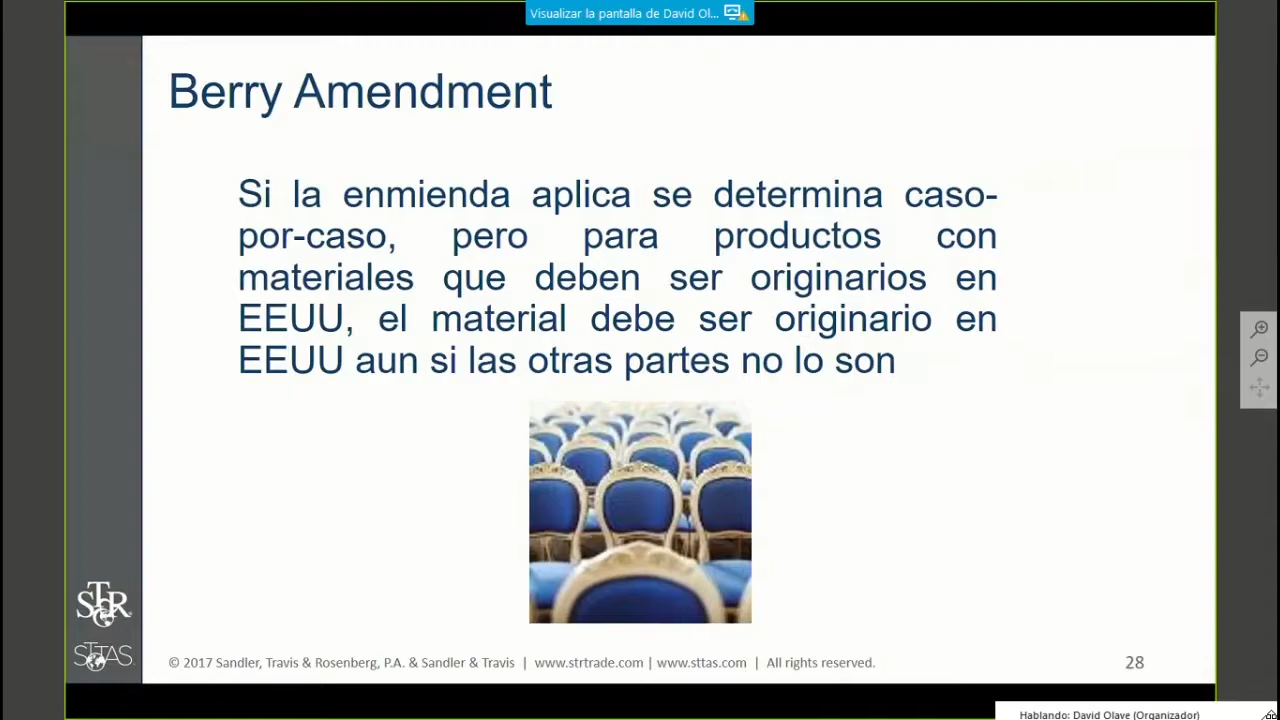 Visualizar la pantalla de David Ol...
Berry Amendment
Si la enmienda aplica se determina caso-
por-caso, pero para productos con
materiales que deben ser originarios en
EEUU, el material debe ser originario en
EEUU aun si las otras partes no lo son
STR
STTAS
© 2017 Sandler, Travis & Rosenberg, P.A. & Sandler & Travis | www.strtrade.com | www.sttas.com | All rights reserved.
28
Hablando: David Olave (Organizador)